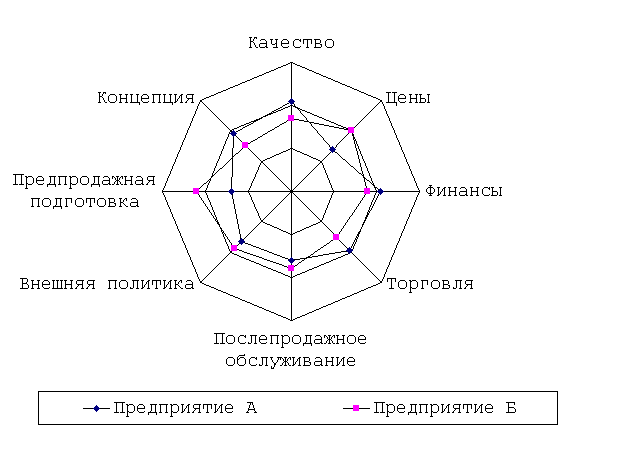 Качество
Концепция
Цены
Предпродажная
подготовка
Финансы
Внешняя политика
Торговля
Послепродажное
обслуживание
Предприятие А
Предприятие Б